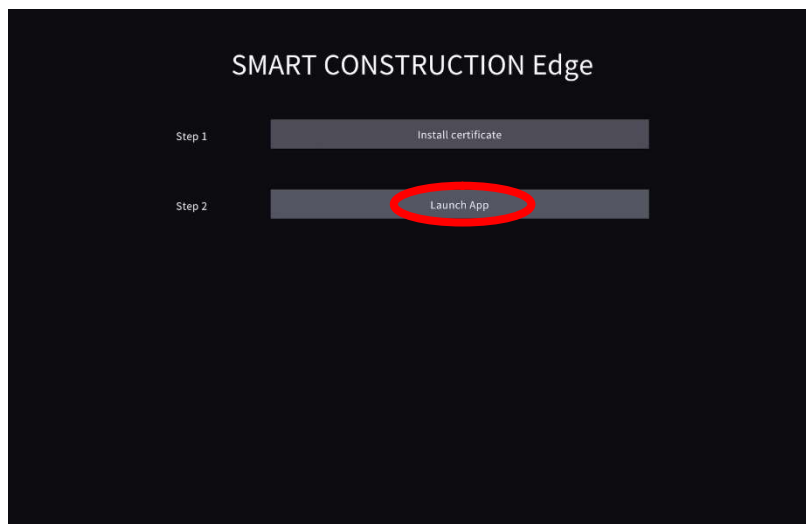 SMART CONSTRUCTION Edge
Step 1 Install certificate
Step 2 Launch App